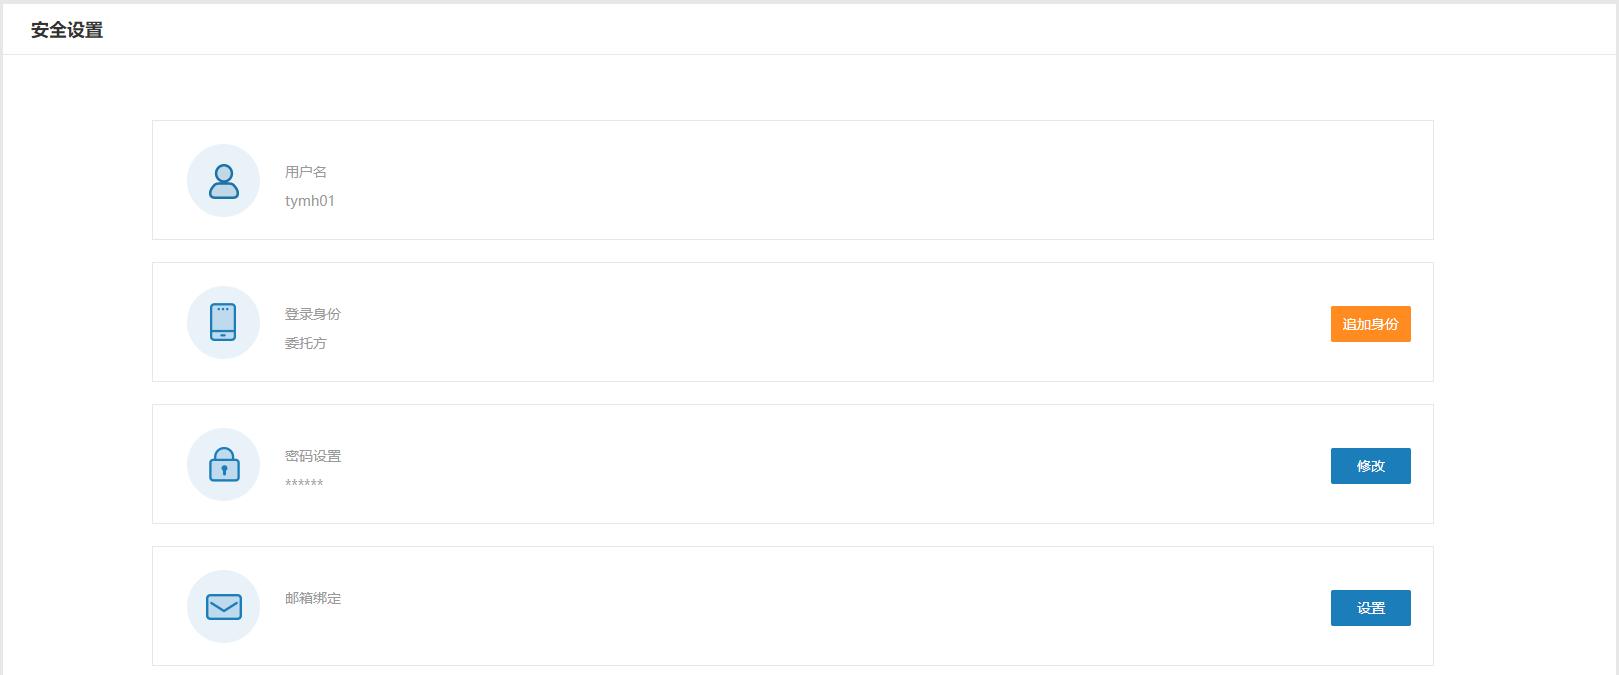 安全设置
用户名
tymh01
登录身份
委托方
追加身份
密码设置
******
修改
邮箱绑定
设置